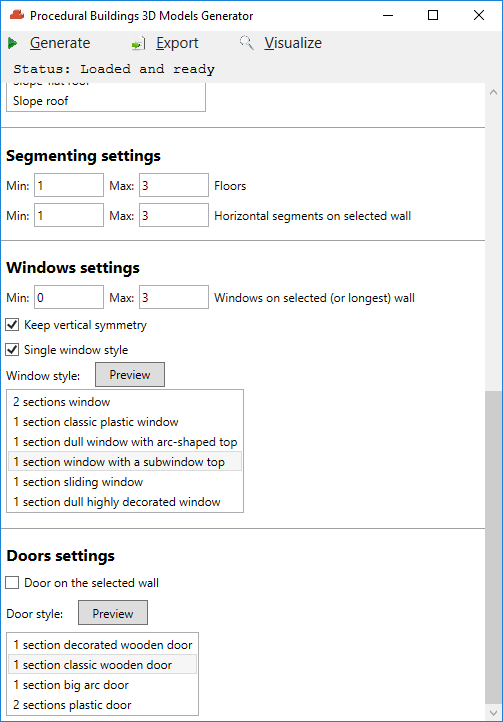 Procedural Buildings 3D Models Generator
Generate Export Visualize
Status: Loaded and ready
Slope roof
Segmenting settings
Min: 1 Max: 3 Floors
Min: 1 Max: 3 Horizontal segments on selected wall
Windows settings
Min: 0 Max: 3 Windows on selected (or longest) wall
Keep vertical symmetry
Single window style
Window style: Preview
2 sections window
1 section classic plastic window
1 section dull window with arc-shaped top
1 section window with a subwindow top
1 section sliding window
1 section dull highly decorated window
Doors settings
Door on the selected wall
Door style: Preview
1 section decorated wooden door
1 section classic wooden door
1 section big arc door
2 sections plastic door